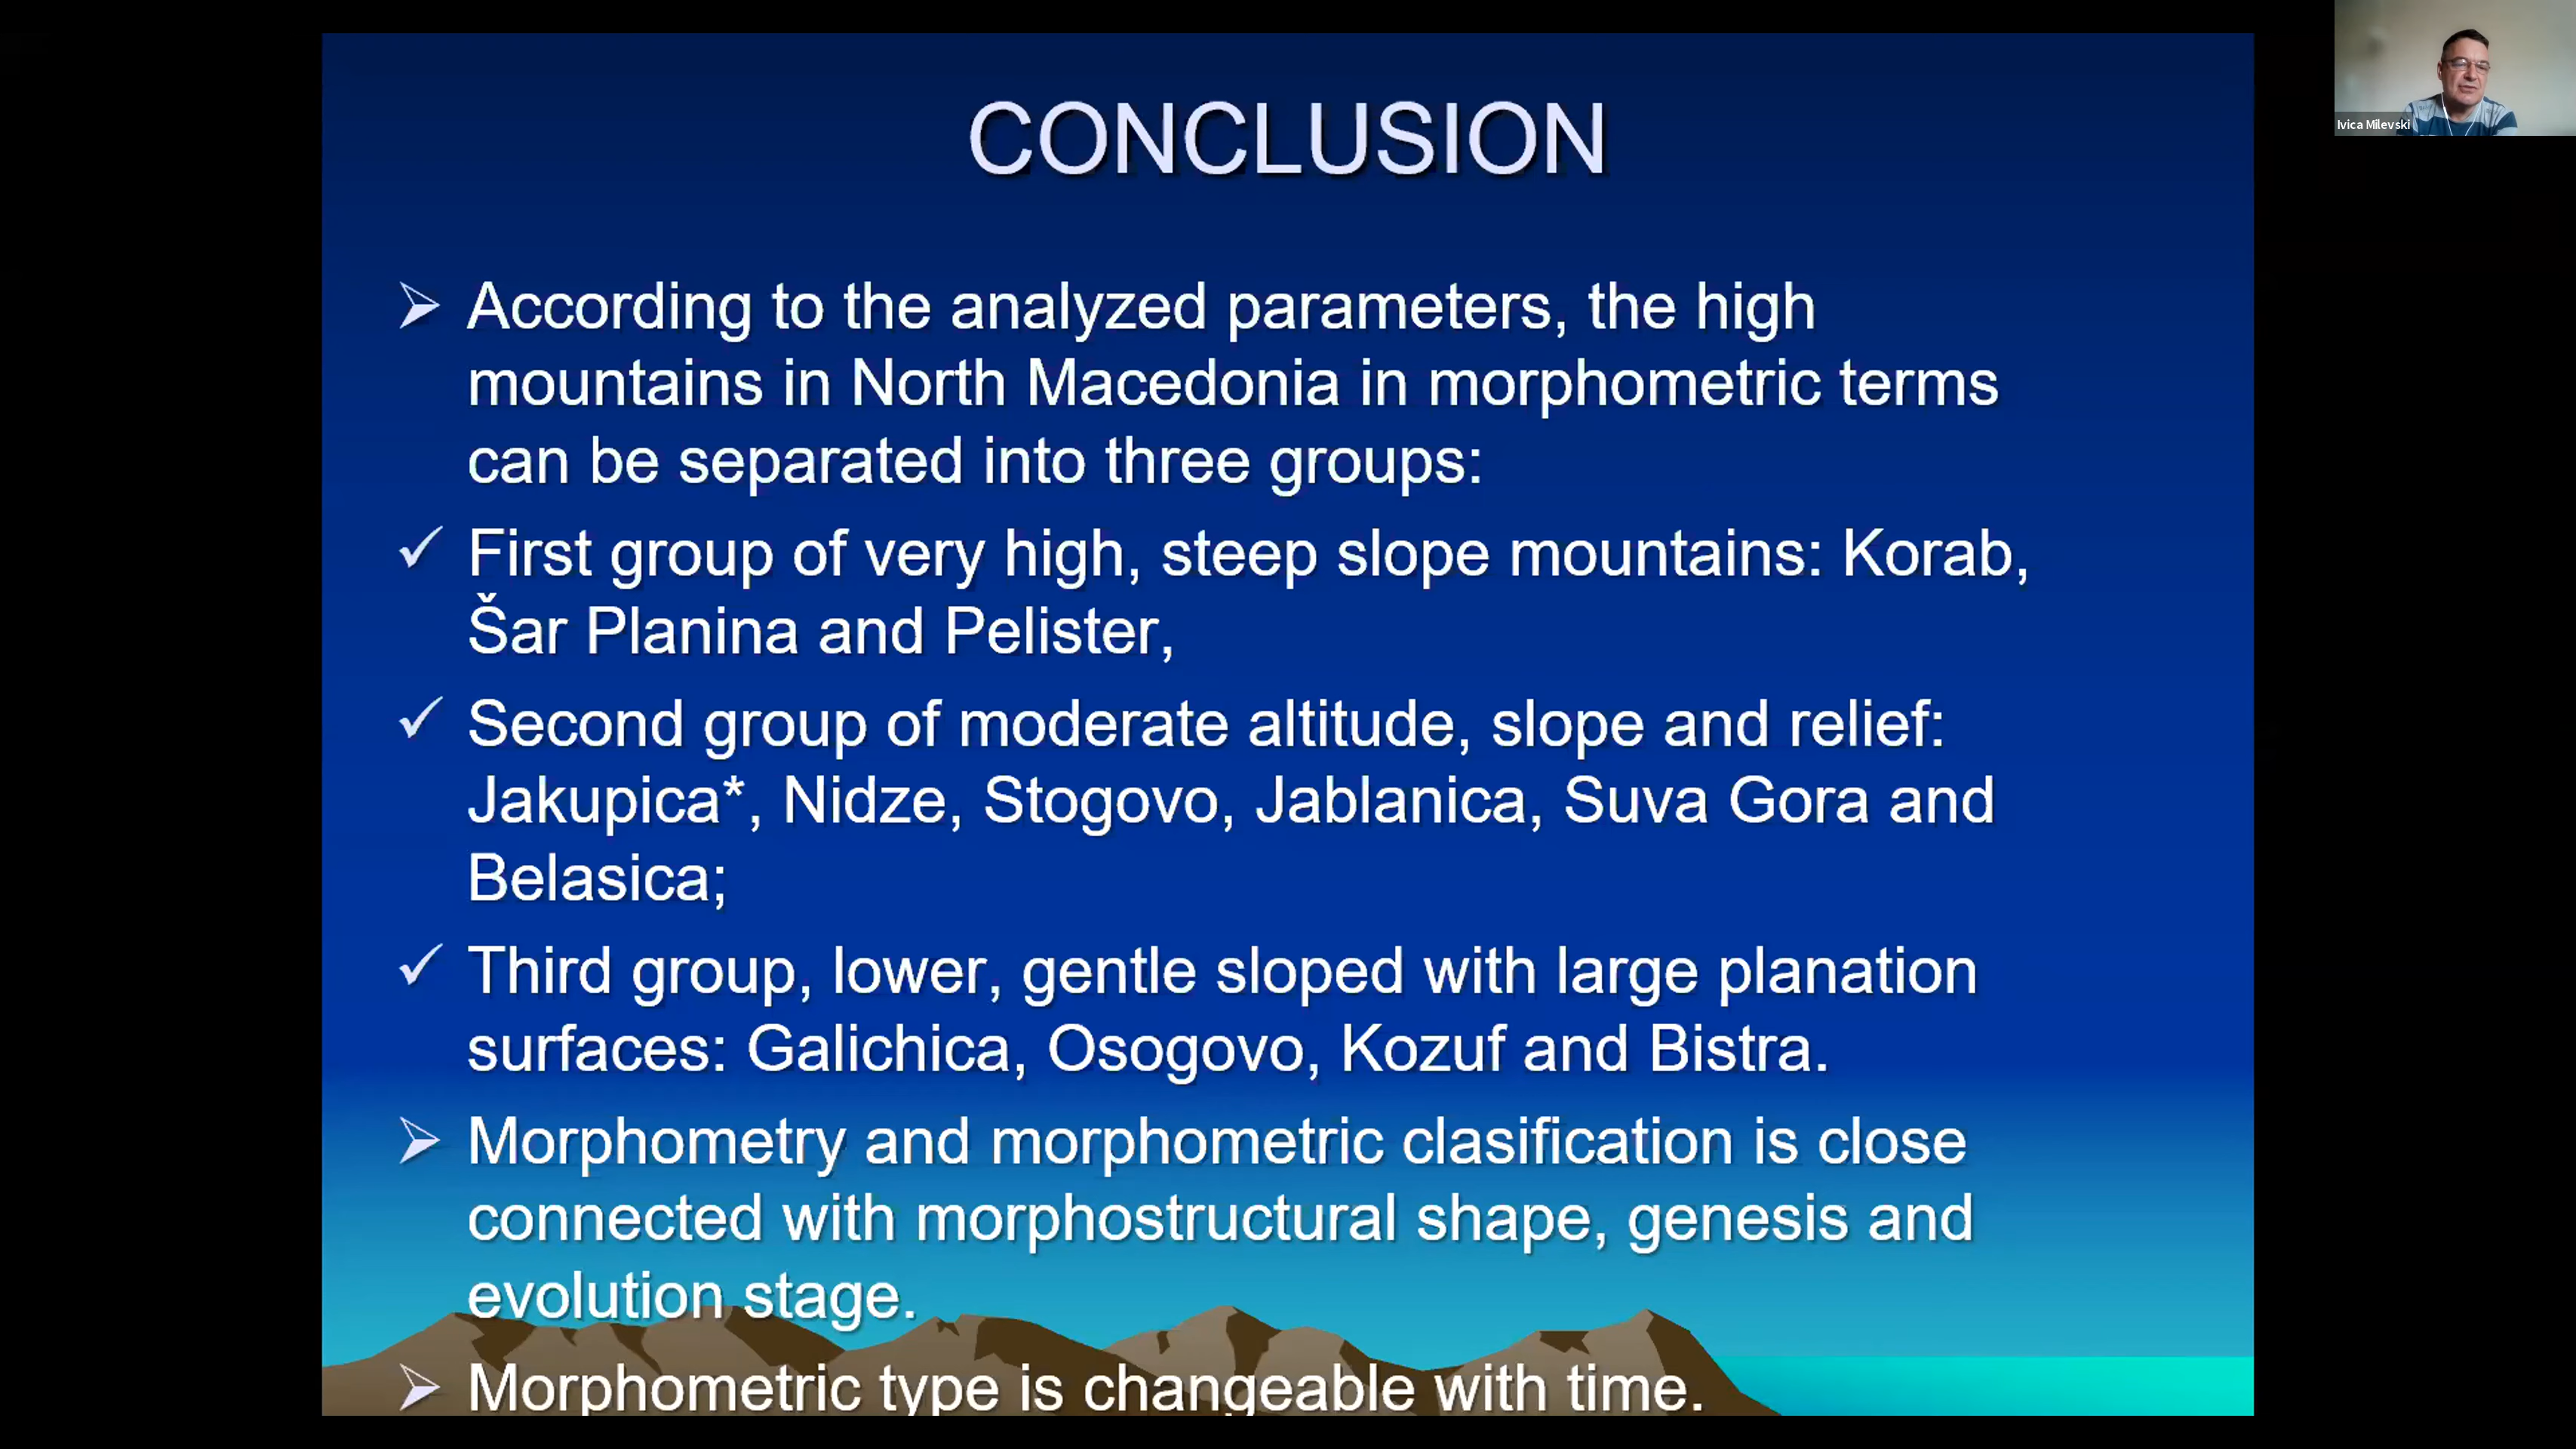 CONCLUSION
Ivica Milevski
➢ According to the analyzed parameters, the high
mountains in North Macedonia in morphometric terms
can be separated into three groups:
✓ First group of very high, steep slope mountains: Korab,
Šar Planina and Pelister,
✓ Second group of moderate altitude, slope and relief:
Jakupica*, Nidze, Stogovo, Jablanica, Suva Gora and
Belasica;
✓ Third group, lower, gentle sloped with large planation
surfaces: Galichica, Osogovo, Kozuf and Bistra.
➢ Morphometry and morphometric clasification is close
connected with morphostructural shape, genesis and
evolution stage.
➢ Morphometric type is changeable with time.